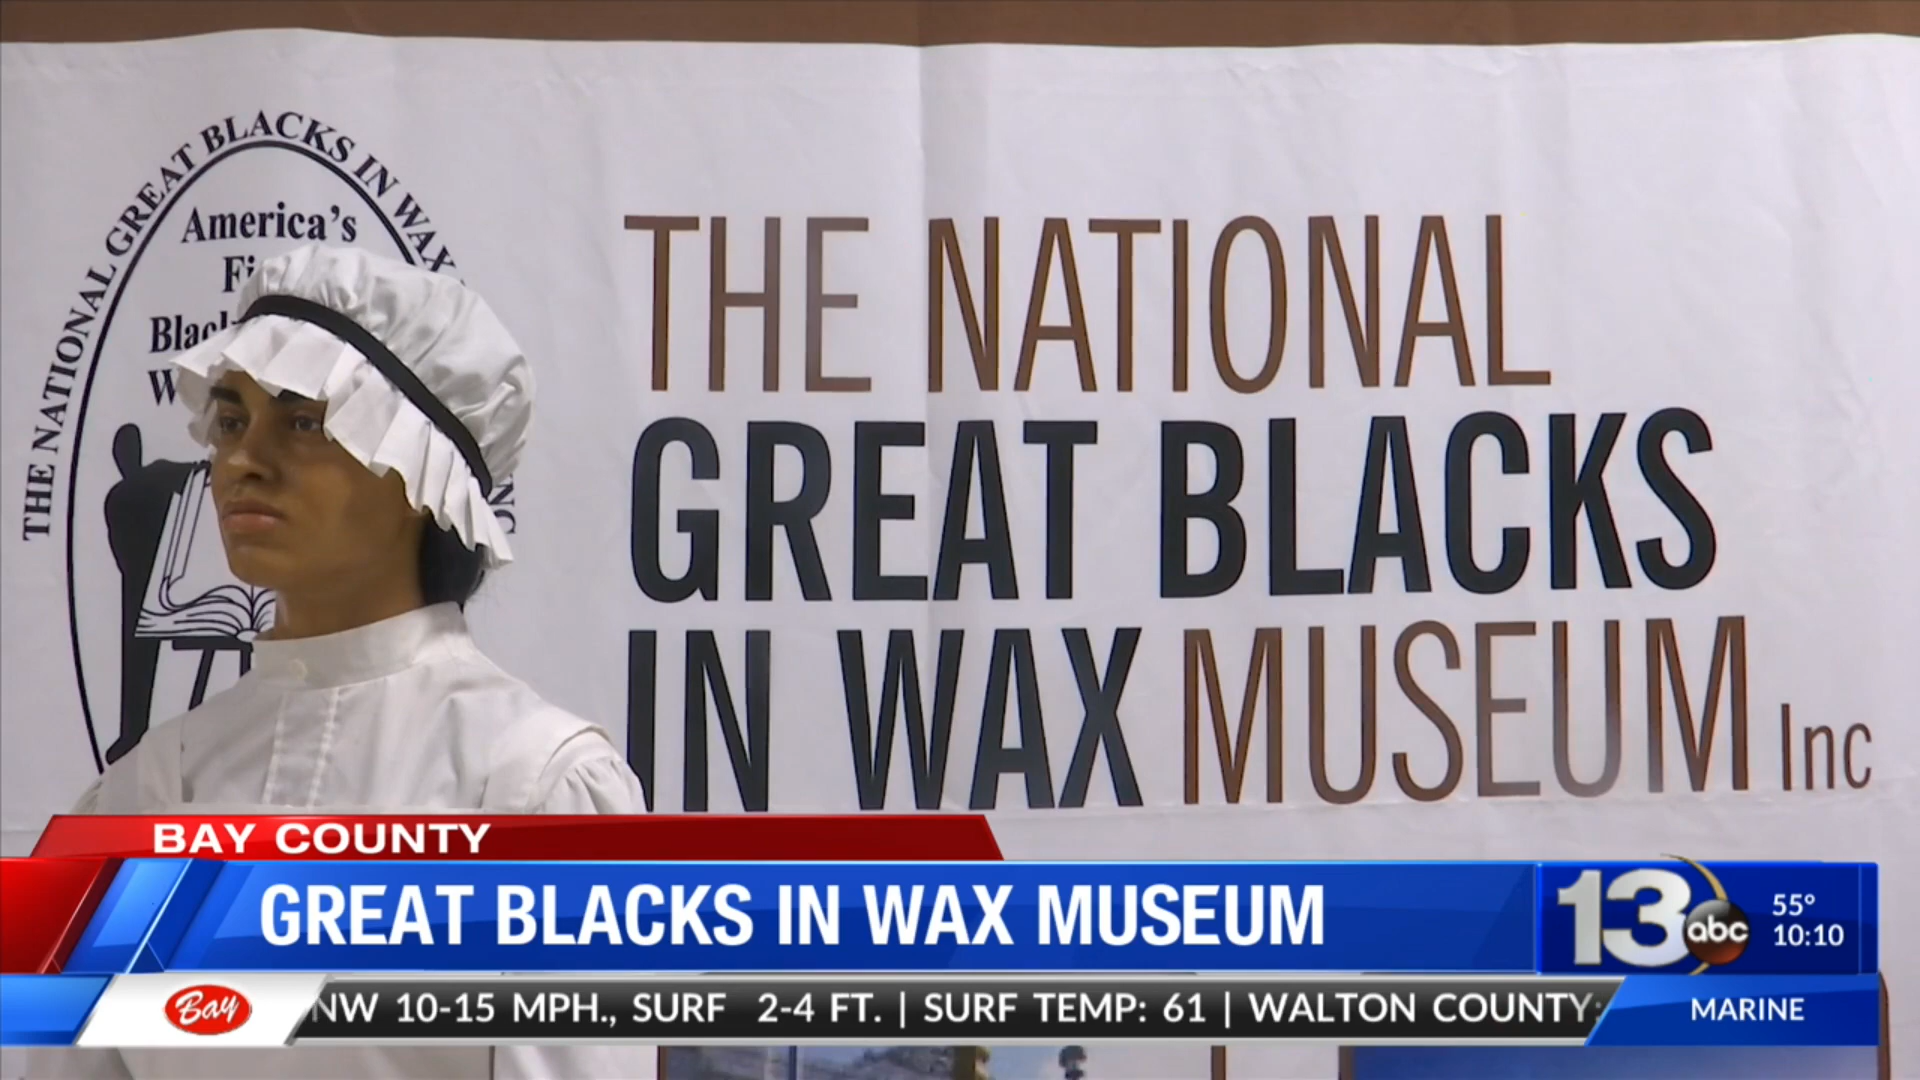 THE NATIONAL GREAT BLACKS IN WAX
America's
THE NATIONAL
GREAT BLACKS
IN WAX MUSEUM Inc
BAY COUNTY
GREAT BLACKS IN WAX MUSEUM
13 abc
55°
10:10
Bay
NW 10-15 MPH., SURF 2-4 FT. | SURF TEMP: 61 | WALTON COUNTY:
MARINE